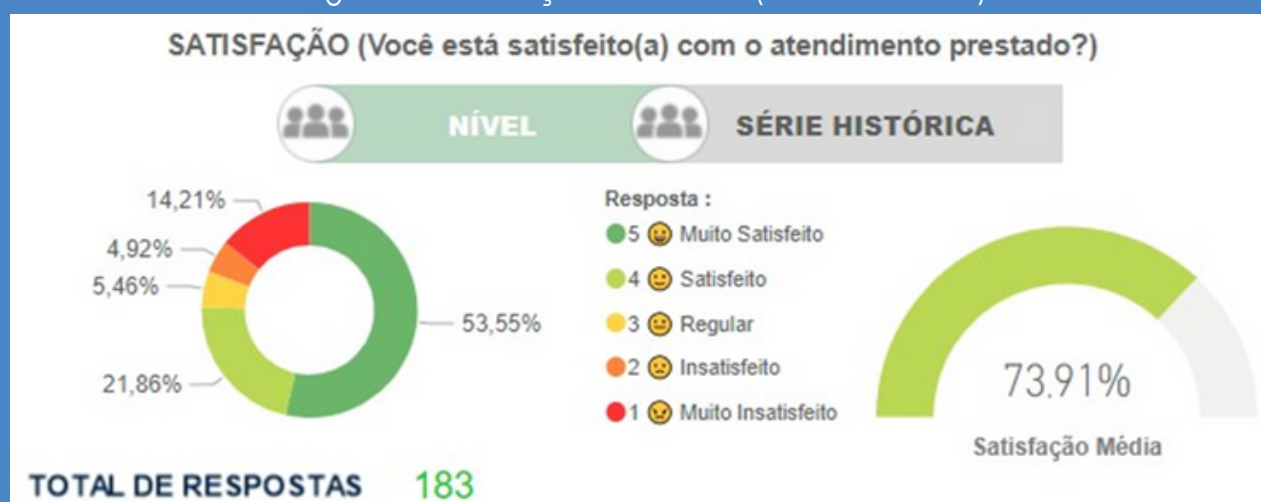 SATISFAÇÃO (Você está satisfeito(a) com o atendimento prestado?)
NÍVEL
SÉRIE HISTÓRICA
14,21%
4,92%
5,46%
21,86%
53,55%
Resposta :
5 Muito Satisfeito
4 Satisfeito
3 Regular
2 Insatisfeito
1 Muito Insatisfeito
73.91%
Satisfação Média
TOTAL DE RESPOSTAS 183